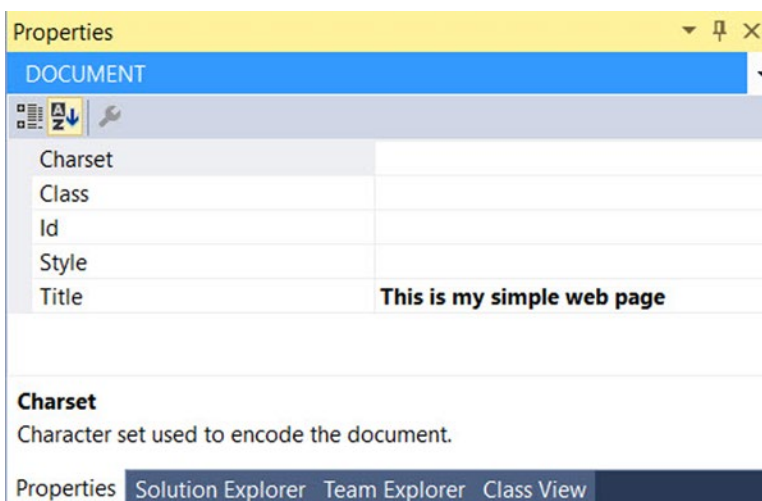 Properties
DOCUMENT
A
Z
Charset
Class
Id
Style
Title This is my simple web page
Charset
Character set used to encode the document.
Properties Solution Explorer Team Explorer Class View